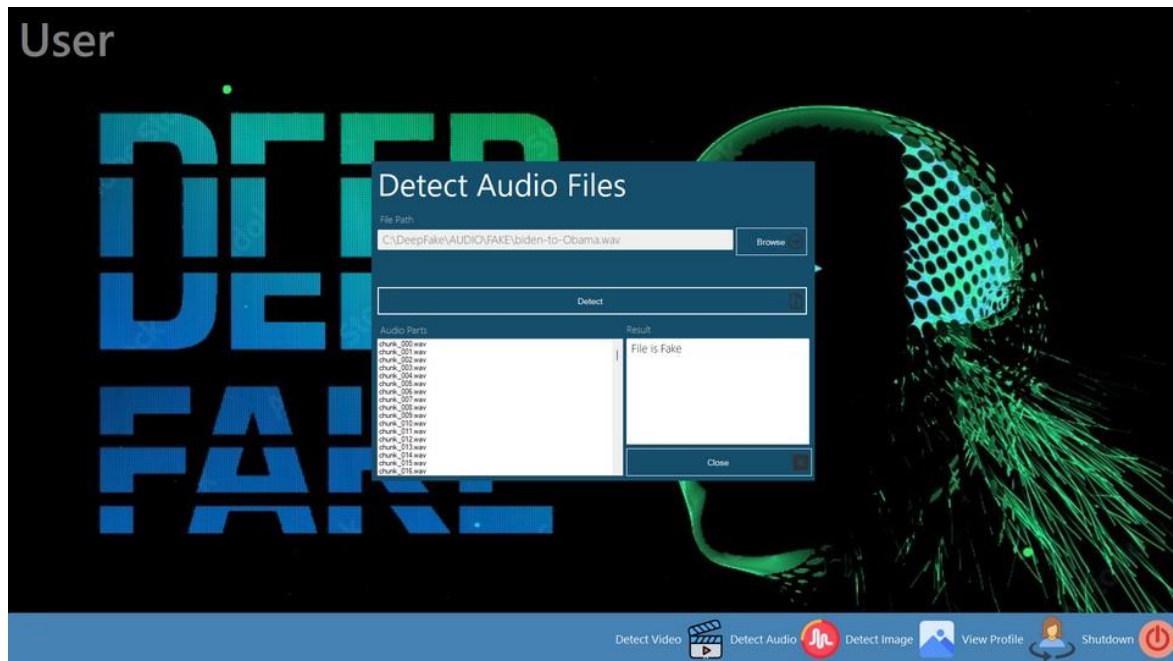 User
DEEP
DEEP
FAKE
Detect Audio Files
File Path
C:\DeepFake\AUDIO\FAKE\biden-to-Obama.wav
Browse
Detect
Audio Parts
Result
chunk_000.wav
chunk_001.wav
chunk_002.wav
chunk_003.wav
chunk_004.wav
chunk_005.wav
chunk_006.wav
chunk_007.wav
chunk_008.wav
chunk_009.wav
chunk_010.wav
chunk_011.wav
chunk_012.wav
chunk_013.wav
chunk_014.wav
chunk_015.wav
chunk_016.wav
File is Fake
Close
Detect Video Detect Audio Detect Image View Profile Shutdown